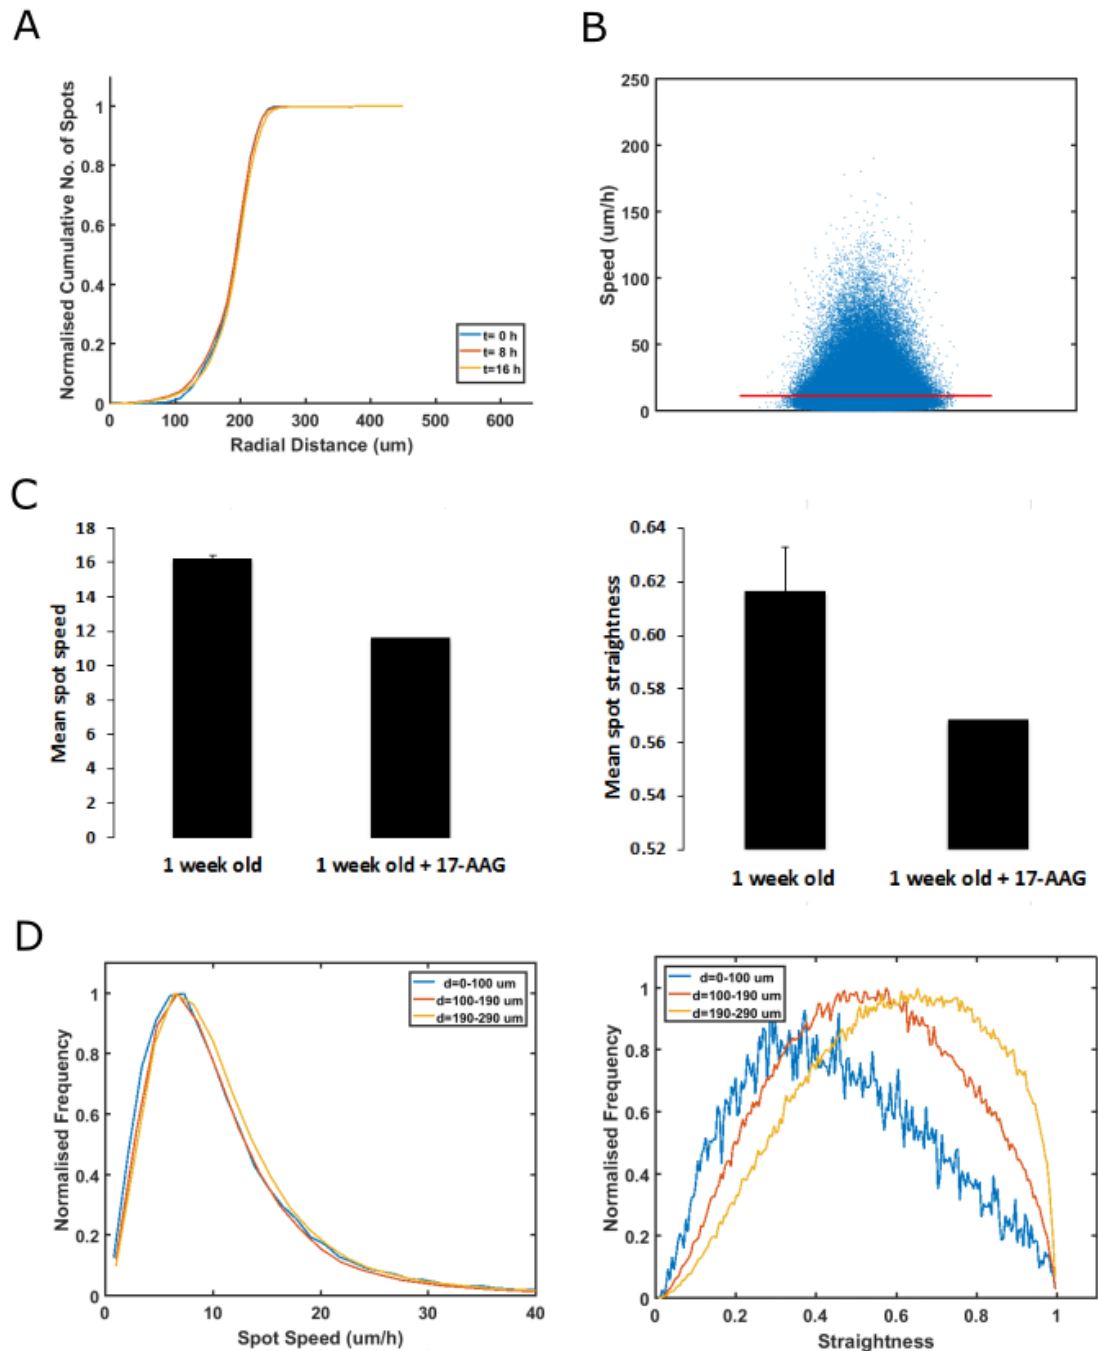 A
Normalised Cumulative No. of Spots
1
0.8
0.6
0.4
0.2
0
0 100 200 300 400 500 600
Radial Distance (um)
t= 0 h
t= 8 h
t=16 h
B
Speed (um/h)
250
200
150
100
50
0
C
Mean spot speed
18
16
14
12
10
8
6
4
2
0
1 week old 1 week old + 17-AAG
Mean spot straightness
0.64
0.62
0.60
0.58
0.56
0.54
0.52
1 week old 1 week old + 17-AAG
D
Normalised Frequency
1
0.8
0.6
0.4
0.2
0
0 10 20 30 40
Spot Speed (um/h)
d=0-100 um
d=100-190 um
d=190-290 um
Normalised Frequency
1
0.8
0.6
0.4
0.2
0
0 0.2 0.4 0.6 0.8 1
Straightness
d=0-100 um
d=100-190 um
d=190-290 um